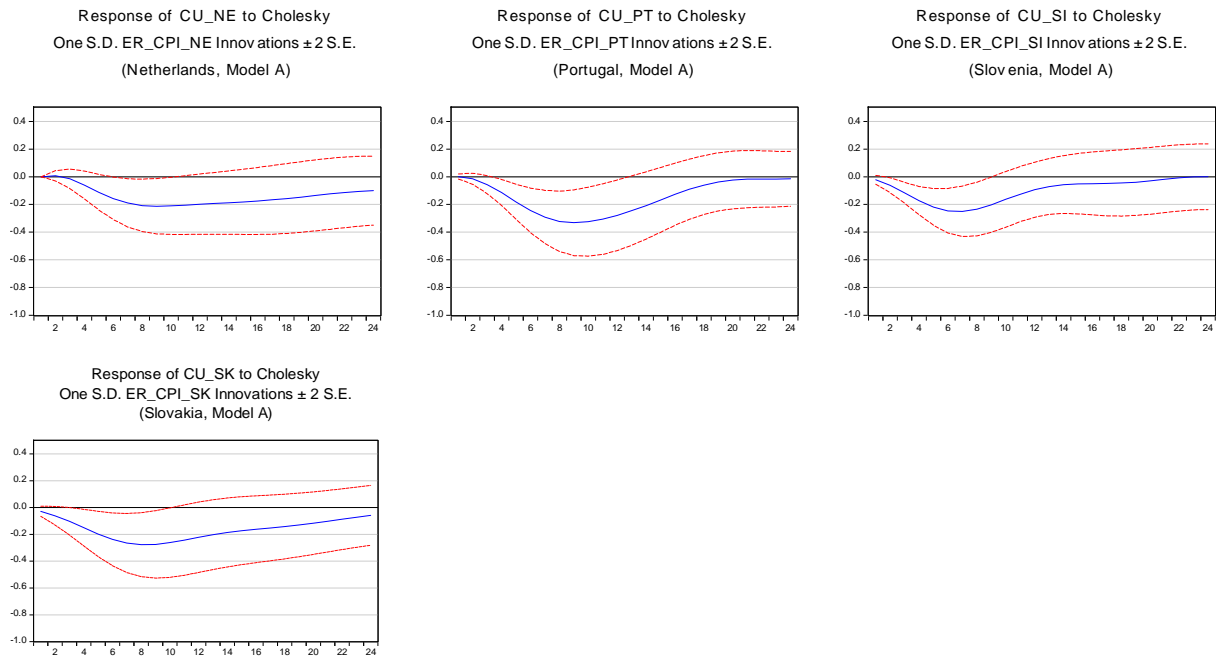 Response of CU_NE to Cholesky
One S.D. ER_CPI_NE Innovations ± 2 S.E.
(Netherlands, Model A)
0.4
0.2
0.0
-0.2
-0.4
-0.6
-0.8
-1.0
2 4 6 8 10 12 14 16 18 20 22 24
Response of CU_PT to Cholesky
One S.D. ER_CPI_PT Innovations ± 2 S.E.
(Portugal, Model A)
0.4
0.2
0.0
-0.2
-0.4
-0.6
-0.8
-1.0
2 4 6 8 10 12 14 16 18 20 22 24
Response of CU_SI to Cholesky
One S.D. ER_CPI_SI Innovations ± 2 S.E.
(Slovenia, Model A)
0.4
0.2
0.0
-0.2
-0.4
-0.6
-0.8
-1.0
2 4 6 8 10 12 14 16 18 20 22 24
Response of CU_SK to Cholesky
One S.D. ER_CPI_SK Innovations ± 2 S.E.
(Slovakia, Model A)
0.4
0.2
0.0
-0.2
-0.4
-0.6
-0.8
-1.0
2 4 6 8 10 12 14 16 18 20 22 24